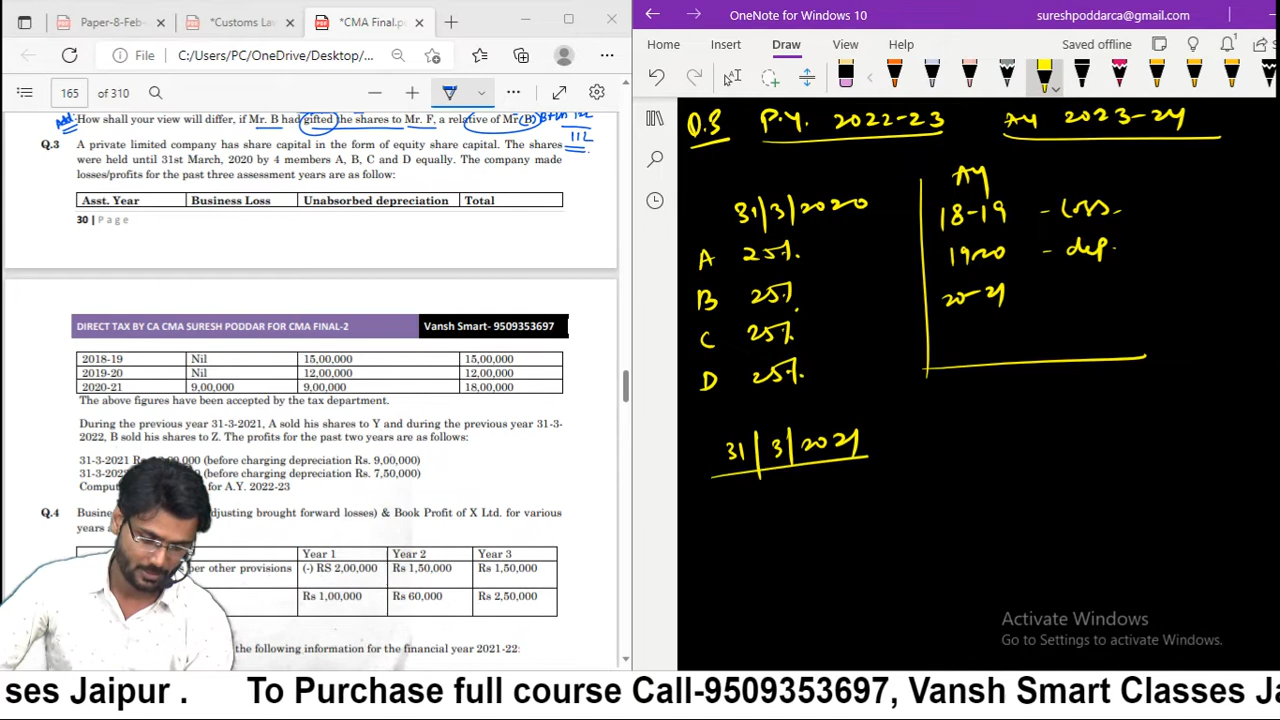 Paper-8-Feb-
*Customs La
*CMA Final.p
OneNote for Windows 10
sureshpoddarca@gmail.com
File
C:/Users/PC/OneDrive/Desktop/...
Home
Insert
Draw
View
Help
Saved offline
165 of 310
How shall your view will differ, if Mr. B had gifted the shares to Mr. F, a relative of Mr. B)
112
Q.3 A private limited company has share capital in the form of equity share capital. The shares
were held until 31st March, 2020 by 4 members A, B, C and D equally. The company made
losses/profits for the past three assessment years are as follow:
Asst. Year Business Loss Unabsorbed depreciation Total
30 | Page
DIRECT TAX BY CA CMA SURESH PODDAR FOR CMA FINAL-2 Vansh Smart- 9509353697
2018-19 Nil 15,00,000 15,00,000
2019-20 Nil 12,00,000 12,00,000
2020-21 9,00,000 9,00,000 18,00,000
The above figures have been accepted by the tax department.
During the previous year 31-3-2021, A sold his shares to Y and during the previous year 31-3-
2022, B sold his shares to Z. The profits for the past two years are as follows:
31-3-2021 R 00,000 (before charging depreciation Rs. 9,00,000)
31-3-2 00,000 (before charging depreciation Rs. 7,50,000)
Comput for A.Y. 2022-23
Q.4 Busine djusting brought forward losses) & Book Profit of X Ltd. for various
years
Year 1 Year 2 Year 3
per other provisions (-) RS 2,00,000 Rs 1,50,000 Rs 1,50,000
Rs 1,00,000 Rs 60,000 Rs 2,50,000
the following information for the financial year 2021-22:
Q.3 P.Y. 2022-23 AY 2023-24
31/3/2020
A 25%
B 25%
C 25%
D 25%
31/3/2021
AY
18-19 - Loss.
19-20 - dep.
20-21
Activate Windows
Go to Settings to activate Windows.
ses Jaipur . To Purchase full course Call-9509353697, Vansh Smart Classes Ja